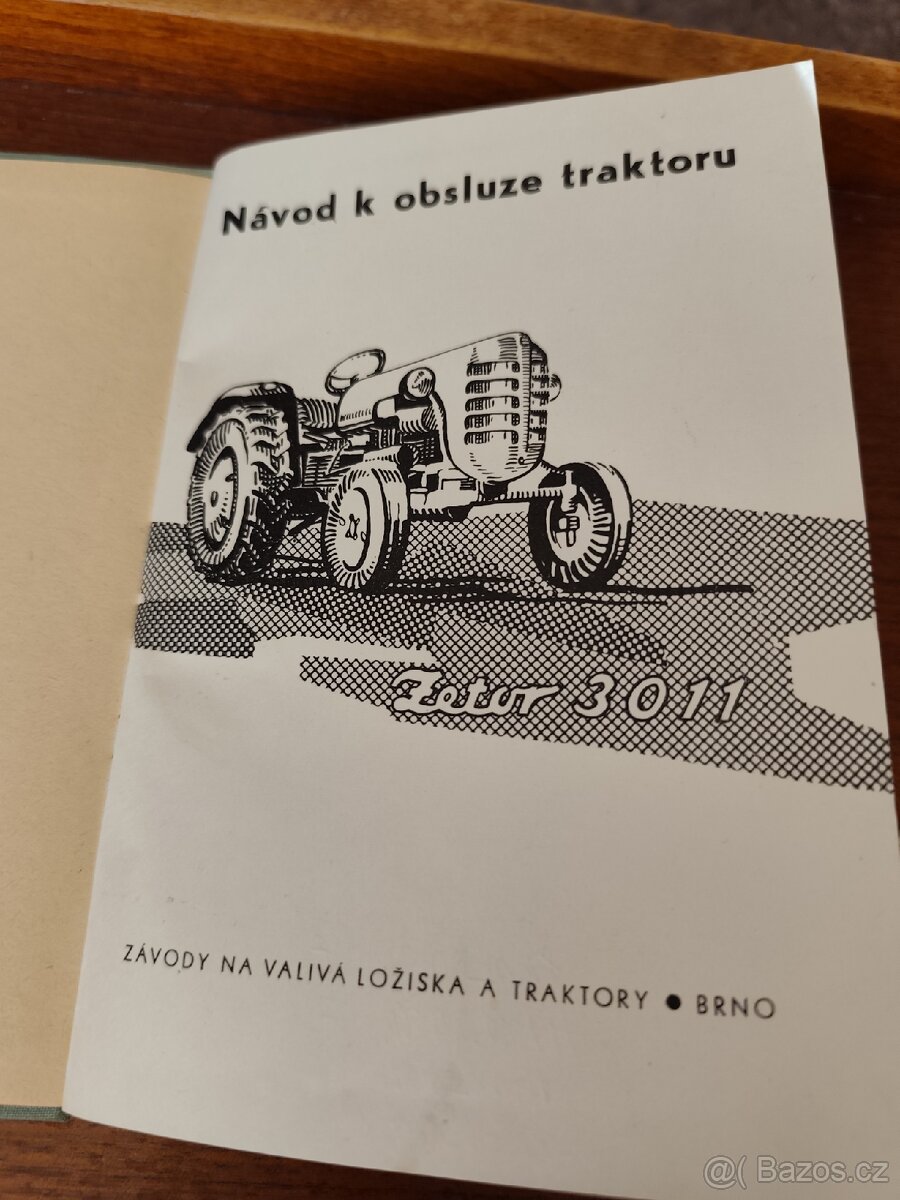 Návod k obsluze traktoru
Zetor 3011
ZÁVODY NA VALIVÁ LOŽISKA A TRAKTORY ● BRNO
@( Bazos.cz